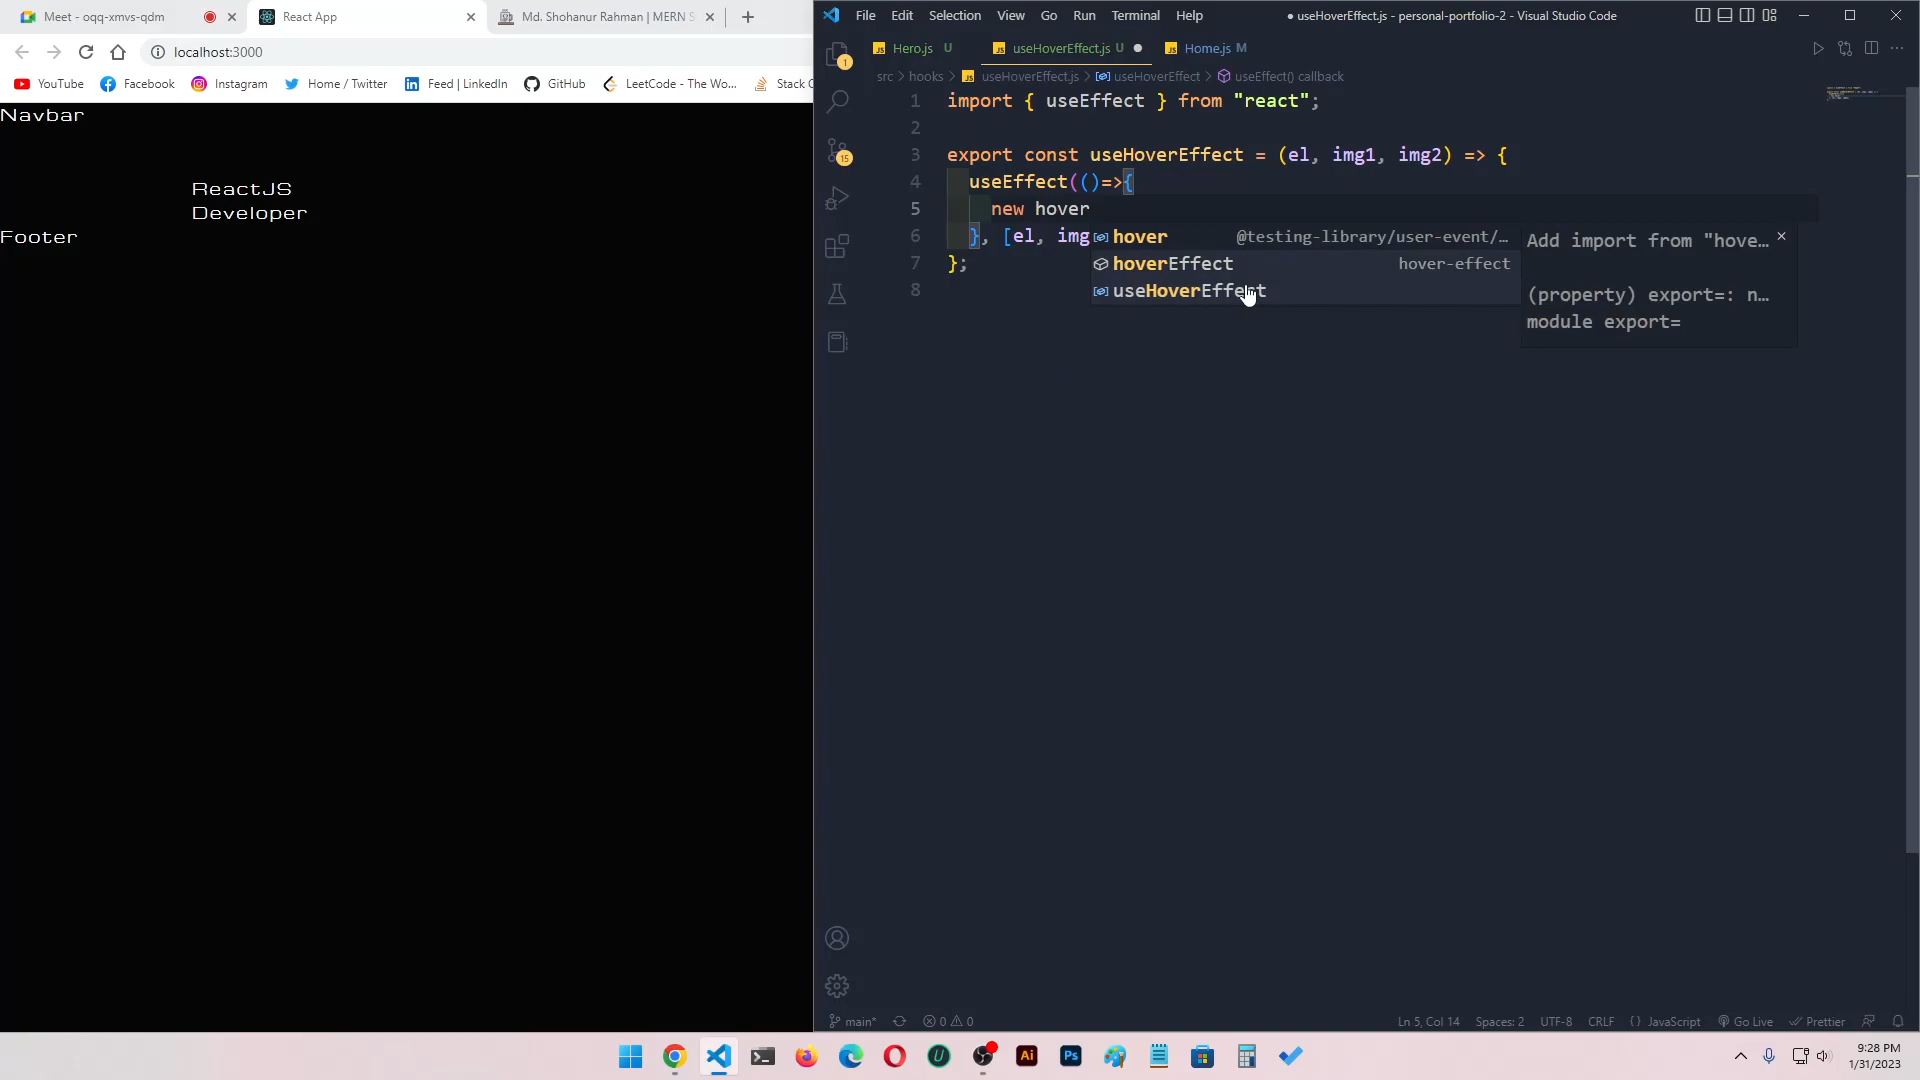 Meet - oqq-xmvs-qdm
React App
Md. Shohanur Rahman | MERN S
localhost:3000
YouTube
Facebook
Instagram
Home / Twitter
Feed | LinkedIn
GitHub
LeetCode - The Wo...
Stack C
Navbar
ReactJS
Developer
Footer
File
Edit
Selection
View
Go
Run
Terminal
Help
● useHoverEffect.js - personal-portfolio-2 - Visual Studio Code
Hero.js U
useHoverEffect.js U
Home.js M
src > hooks > useHoverEffect.js > useHoverEffect > useEffect() callback
1 import { useEffect } from "react";
2
3 export const useHoverEffect = (el, img1, img2) => {
4 useEffect(()=>{
5 new hover
6 }, [el, img
7 };
8
hover @testing-library/user-event/...
hoverEffect hover-effect
useHoverEffect
Add import from "hove...
(property) export=: n...
module export=
1
15
main*
0 0
Ln 5, Col 14
Spaces: 2
UTF-8
CRLF
{} JavaScript
Go Live
Prettier
Ai
Ps
9:28 PM
1/31/2023